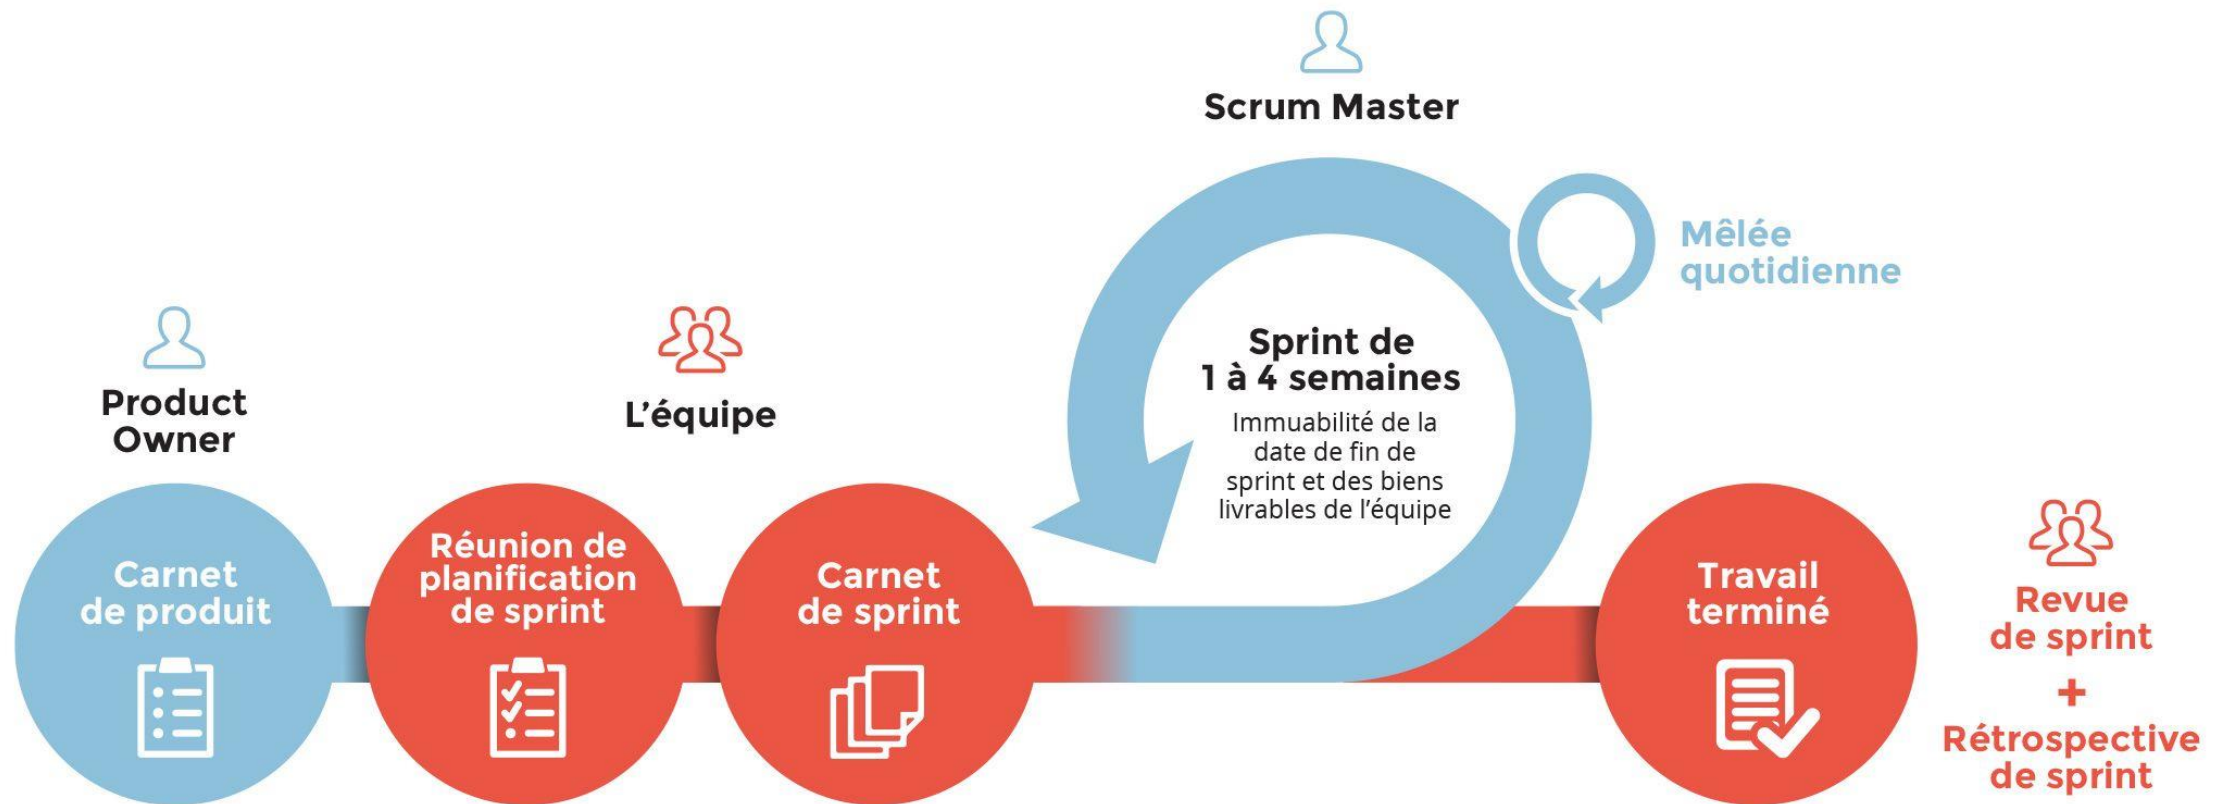 Scrum Master
Mêlée
quotidienne
Product
Owner
L’équipe
Sprint de
1 à 4 semaines
Immuabilité de la
date de fin de
sprint et des biens
livrables de l’équipe
Carnet
de produit
Réunion de
planification
de sprint
Carnet
de sprint
Travail
terminé
Revue
de sprint
+
Rétrospective
de sprint